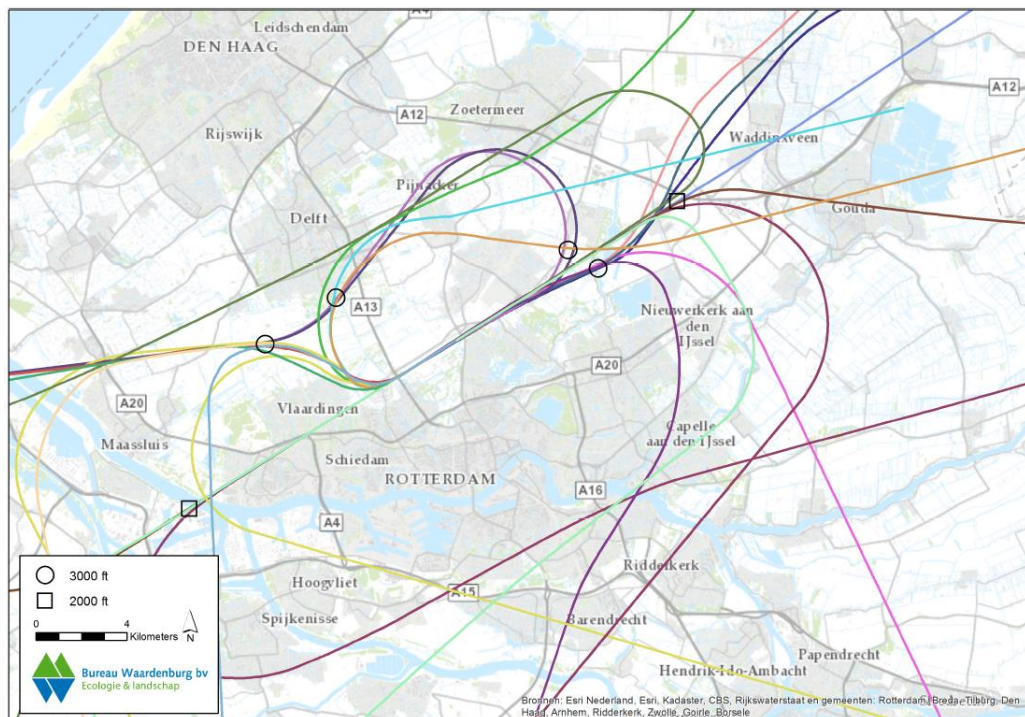 Leidschendam
A4
DEN HAAG
A12
Zoetermeer
A12
Rijswijk
Waddinxveen
Pijnacker
Delft
Gouda
A13
Nieuwerkerk aan
den
IJssel
A20
A20
Vlaardingen
Maassluis
Capelle
aan den IJssel
Schiedam
ROTTERDAM
A16
A4
3000 ft
2000 ft
0 4
Kilometers
N
Hoogvliet
A15
Ridderkerk
Spijkenisse
Barendrecht
Papendrecht
Hendrik-Ido-Ambacht
Bureau Waardenburg bv
Ecologie & landschap
Bronnen: Esri Nederland, Esri, Kadaster, CBS, Rijkswaterstaat en gemeenten: Rotterdam, Breda, Tilburg, Den
Haag, Arnhem, Ridderkerk, Zwolle, Goirle, Borsele